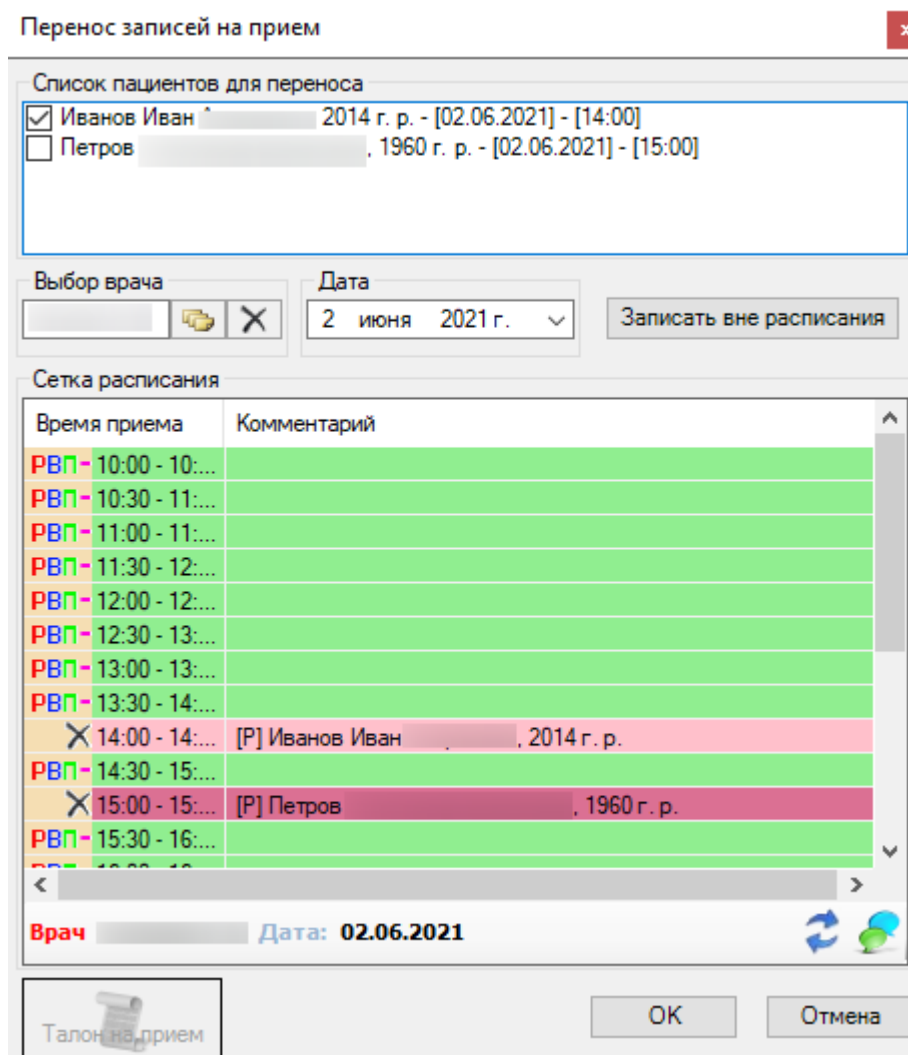 Перенос записей на прием
x
Список пациентов для переноса
Иванов Иван 2014 г. р. - [02.06.2021] - [14:00]
Петров , 1960 г. р. - [02.06.2021] - [15:00]
Выбор врача
Дата
2 июня 2021 г.
Записать вне расписания
Сетка расписания
Время приема Комментарий
РВП- 10:00 - 10:...
РВП- 10:30 - 11:...
РВП- 11:00 - 11:...
РВП- 11:30 - 12:...
РВП- 12:00 - 12:...
РВП- 12:30 - 13:...
РВП- 13:00 - 13:...
РВП- 13:30 - 14:...
14:00 - 14:... [Р] Иванов Иван , 2014 г. р.
РВП- 14:30 - 15:...
15:00 - 15:... [Р] Петров , 1960 г. р.
РВП- 15:30 - 16:...
Врач Дата: 02.06.2021
Талон на прием
ОК
Отмена